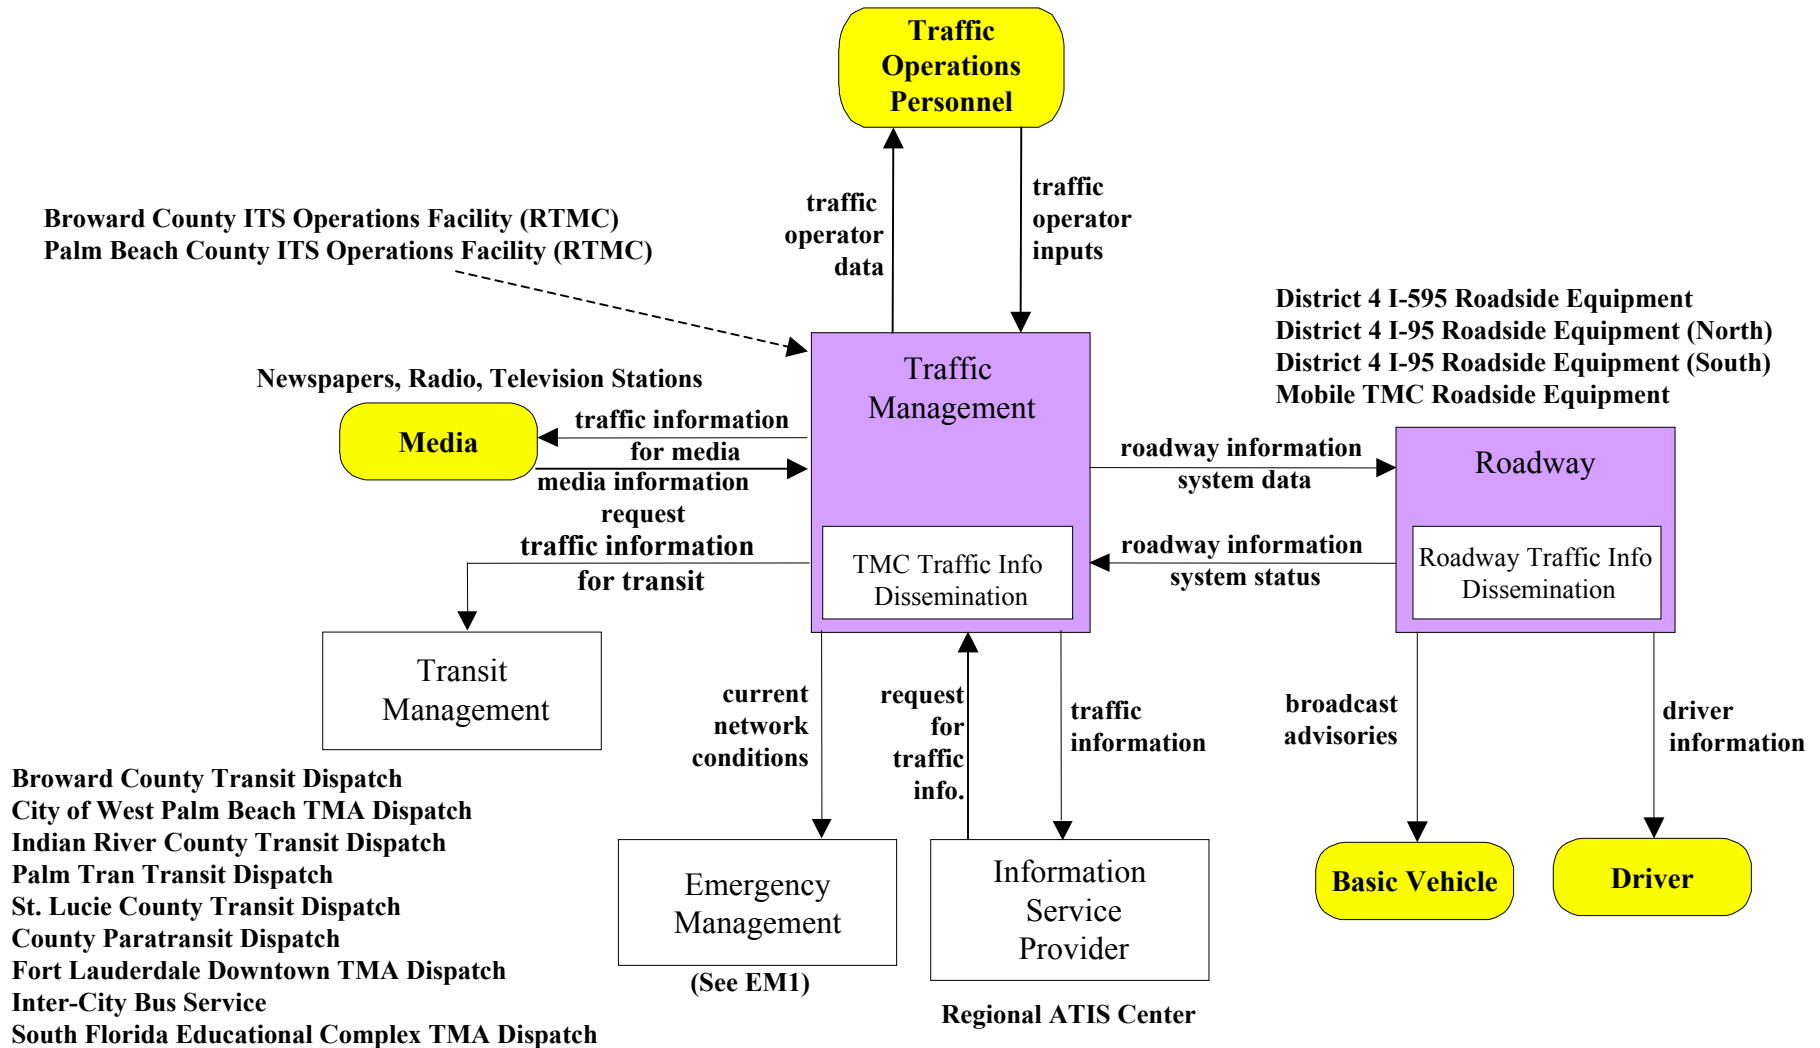 Traffic
Operations
Personnel
traffic
operator
data
traffic
operator
inputs
Broward County ITS Operations Facility (RTMC)
Palm Beach County ITS Operations Facility (RTMC)
District 4 I-595 Roadside Equipment
District 4 I-95 Roadside Equipment (North)
District 4 I-95 Roadside Equipment (South)
Mobile TMC Roadside Equipment
Traffic
Management
Newspapers, Radio, Television Stations
Media
traffic information
for media
media information
request
traffic information
for transit
roadway information
system data
Roadway
roadway information
system status
TMC Traffic Info
Dissemination
Roadway Traffic Info
Dissemination
Transit
Management
current
network
conditions
request
for
traffic
info.
traffic
information
broadcast
advisories
driver
information
Broward County Transit Dispatch
City of West Palm Beach TMA Dispatch
Indian River County Transit Dispatch
Palm Tran Transit Dispatch
St. Lucie County Transit Dispatch
County Paratransit Dispatch
Fort Lauderdale Downtown TMA Dispatch
Inter-City Bus Service
South Florida Educational Complex TMA Dispatch
Emergency
Management
(See EM1)
Information
Service
Provider
Regional ATIS Center
Basic Vehicle
Driver